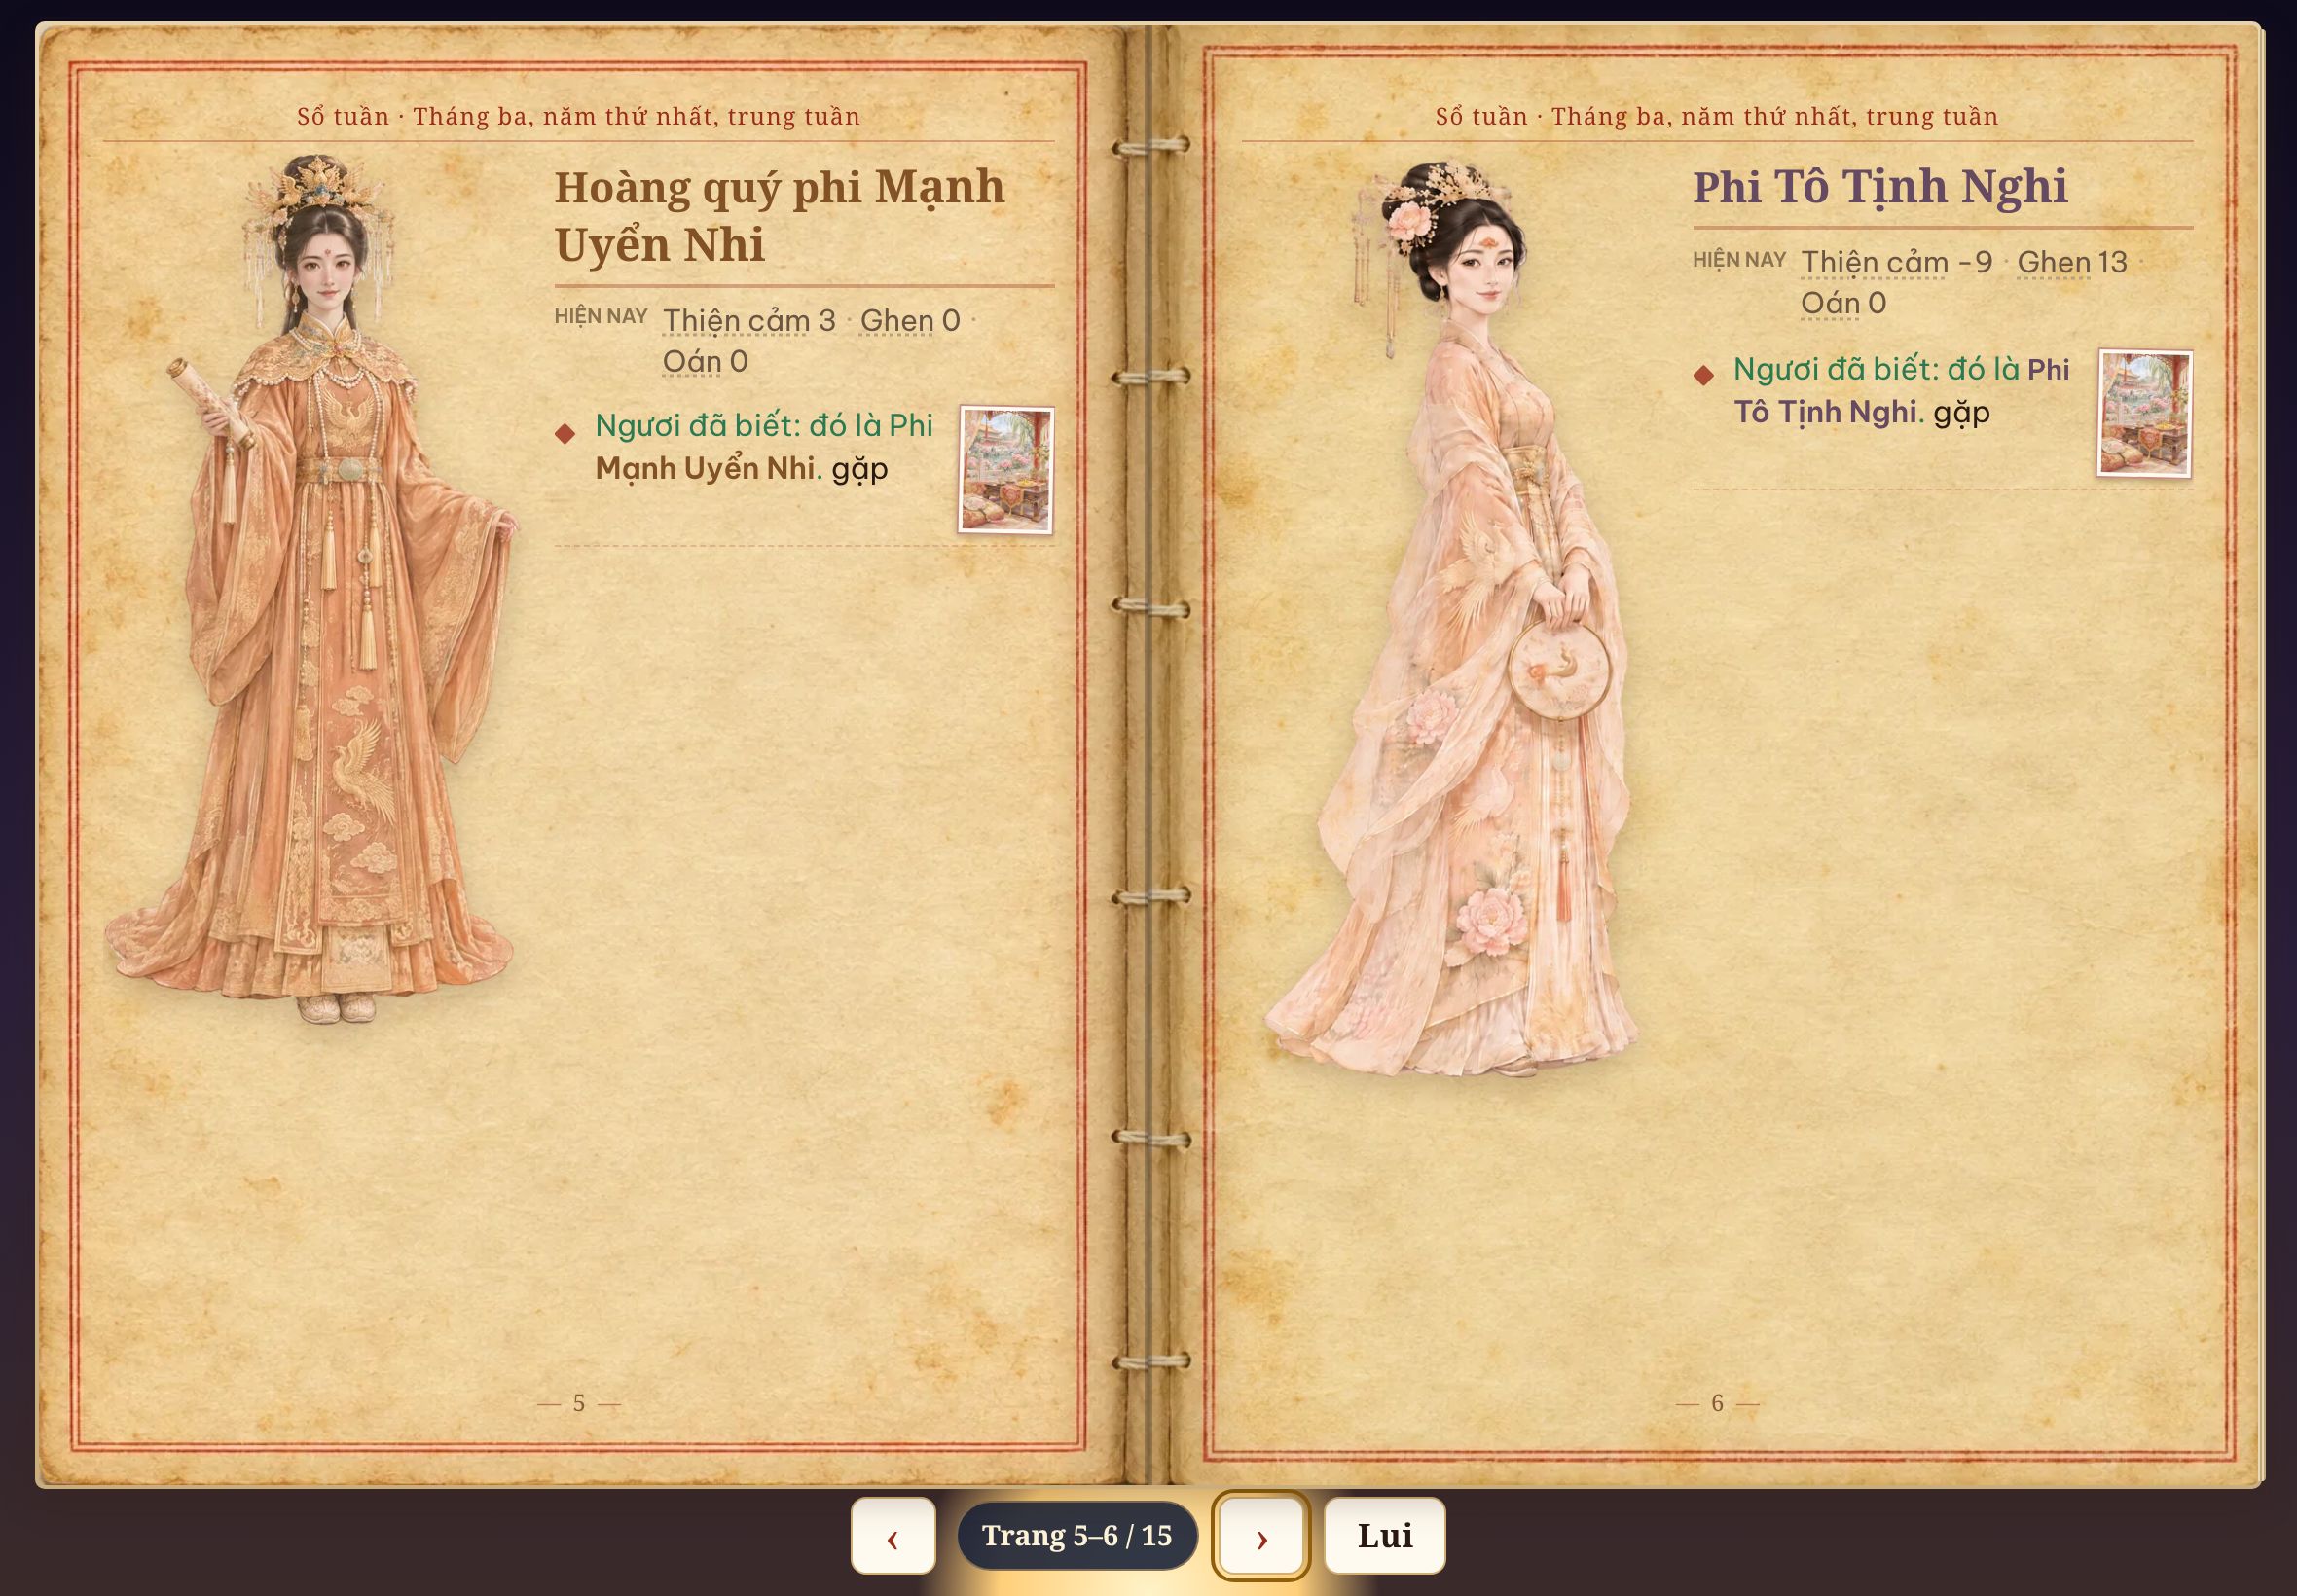 Sổ tuần · Tháng ba, năm thứ nhất, trung tuần
Hoàng quý phi Mạnh
Uyển Nhi
HIỆN NAY Thiện cảm 3 · Ghen 0 ·
Oán 0
Ngươi đã biết: đó là Phi
Mạnh Uyển Nhi. gặp
— 5 —
Sổ tuần · Tháng ba, năm thứ nhất, trung tuần
Phi Tô Tịnh Nghi
HIỆN NAY Thiện cảm -9 · Ghen 13 ·
Oán 0
Ngươi đã biết: đó là Phi
Tô Tịnh Nghi. gặp
— 6 —
‹ Trang 5–6 / 15 › Lui